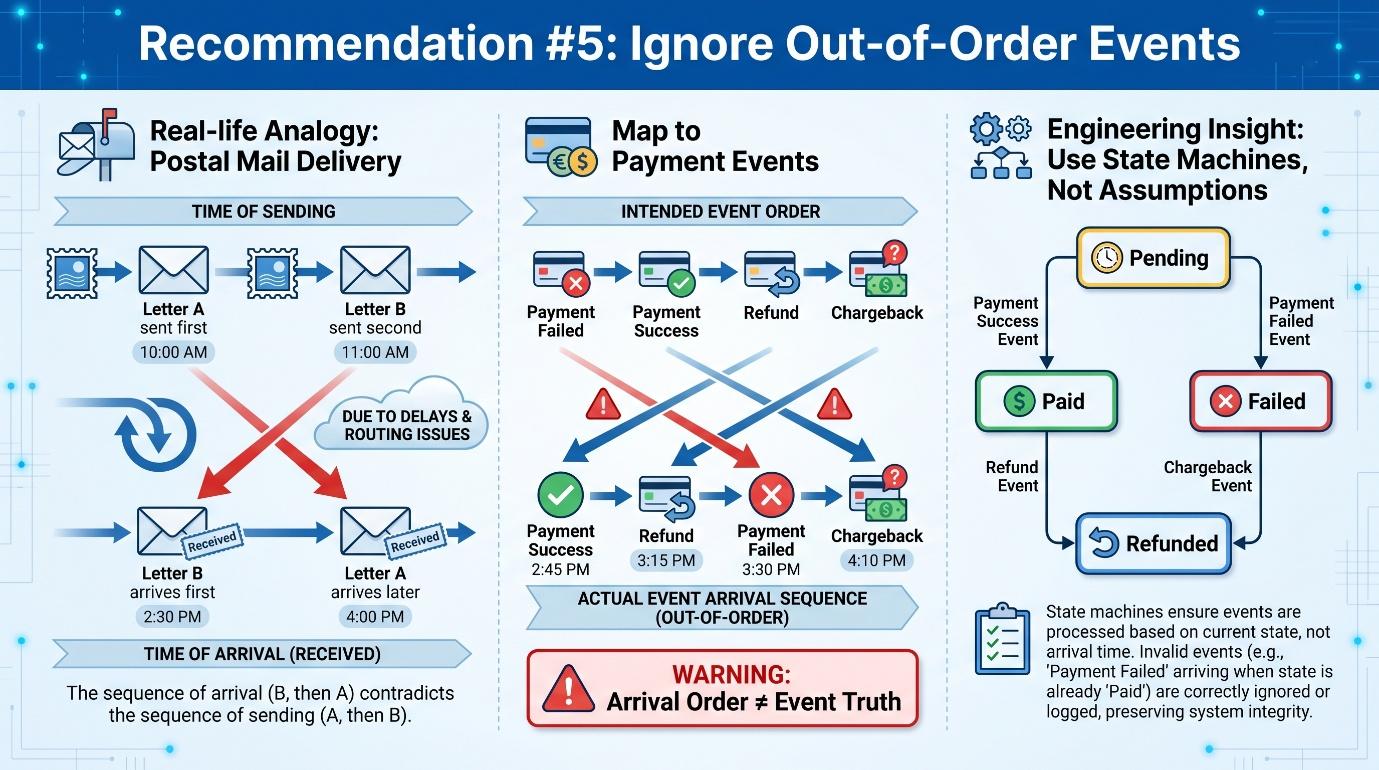 Recommendation #5: Ignore Out-of-Order Events
Real-life Analogy:
Postal Mail Delivery
TIME OF SENDING
Letter A
sent first
10:00 AM
Letter B
sent second
11:00 AM
DUE TO DELAYS &
ROUTING ISSUES
Received
Letter B
arrives first
2:30 PM
Received
Letter A
arrives later
4:00 PM
TIME OF ARRIVAL (RECEIVED)
The sequence of arrival (B, then A) contradicts
the sequence of sending (A, then B).
Map to
Payment Events
€ $
INTENDED EVENT ORDER
Payment
Failed
Payment
Success
Refund
?
$
Chargeback
!
!
Payment
Success
2:45 PM
Refund
3:15 PM
Payment
Failed
3:30 PM
?
$
Chargeback
4:10 PM
ACTUAL EVENT ARRIVAL SEQUENCE
(OUT-OF-ORDER)
!
WARNING:
Arrival Order ≠ Event Truth
Engineering Insight:
Use State Machines,
Not Assumptions
Pending
Payment
Success
Event
Payment
Failed
Event
$ Paid
Failed
Refund
Event
Chargeback
Event
Refunded
State machines ensure events are
processed based on current state, not
arrival time. Invalid events (e.g.,
'Payment Failed' arriving when state is
already 'Paid') are correctly ignored or
logged, preserving system integrity.